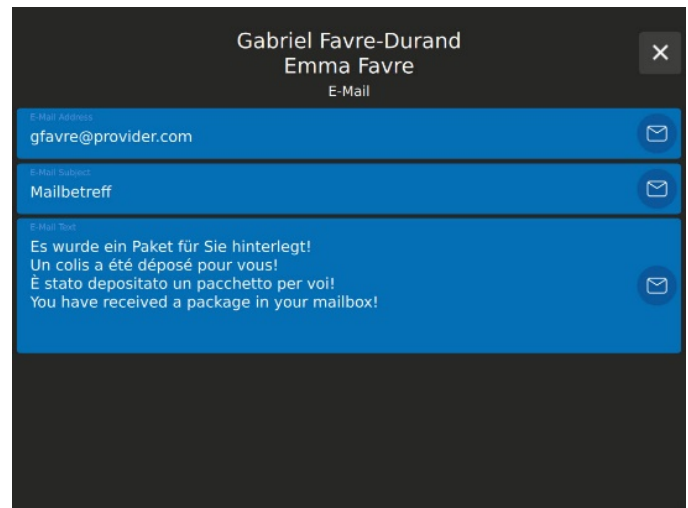 Gabriel Favre-Durand
Emma Favre
E-Mail
E-Mail Address
gfavre@provider.com
E-Mail Subject
Mailbetreff
E-Mail Text
Es wurde ein Paket für Sie hinterlegt!
Un colis a été déposé pour vous!
È stato depositato un pacchetto per voi!
You have received a package in your mailbox!